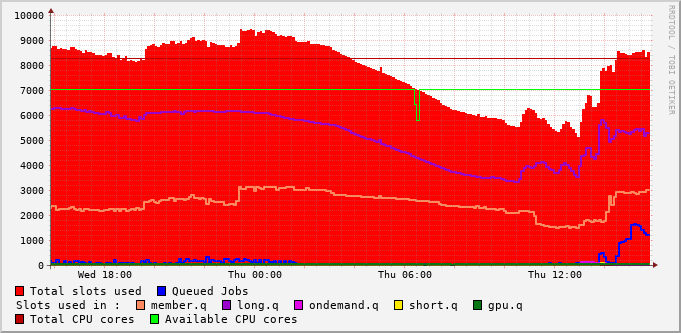 10000
9000
8000
7000
6000
5000
4000
3000
2000
1000
0
Wed 18:00 Thu 00:00 Thu 06:00 Thu 12:00
RRDTOOL / TOBI OETIKER
Total slots used Queued Jobs
Slots used in : member.q long.q ondemand.q short.q gpu.q
Total CPU cores Available CPU cores